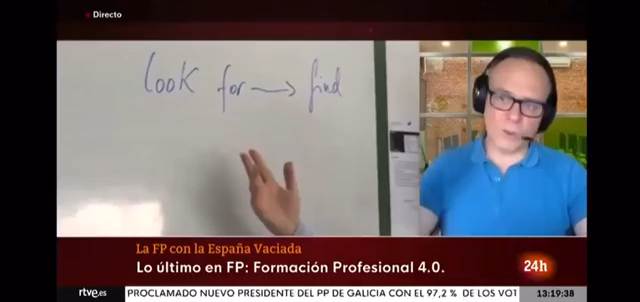 Directo
look for → find
La FP con la España Vaciada
Lo último en FP: Formación Profesional 4.0.
24h
rtve.es
PROCLAMADO NUEVO PRESIDENTE DEL PP DE GALICIA CON EL 97,2 % DE LOS VOT
13:19:38